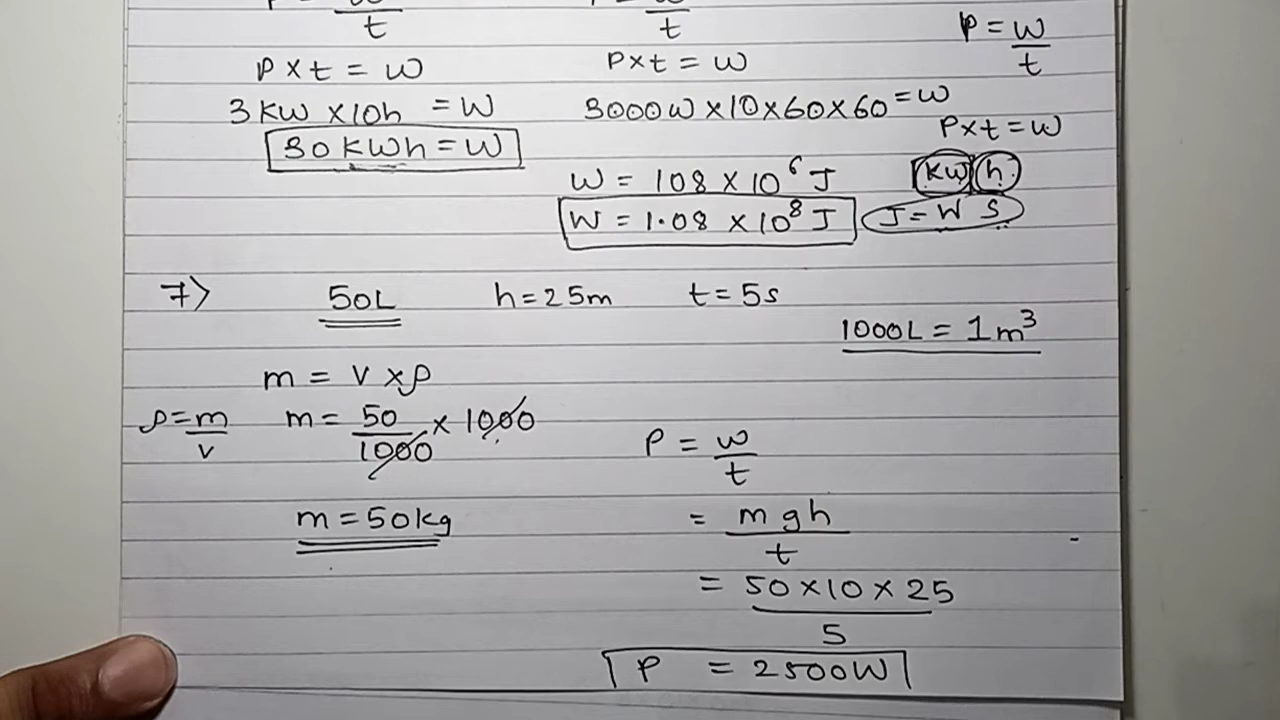 P = w/t
P = w/t
P = w/t
P x t = W
P x t = W
3 KW x 10h = W
3000W x 10 x 60 x 60 = W
P x t = W
30 KWh = W
W = 108 x 10⁶ J
KW h
W = 1.08 x 10⁸ J
J = W S
7) 50L h = 25m t = 5s
1000L = 1m³
m = V x ρ
ρ = m/v
m = 50/1000 x 1000
P = w/t
m = 50kg
= mgh/t
= 50 x 10 x 25/5
P = 2500W